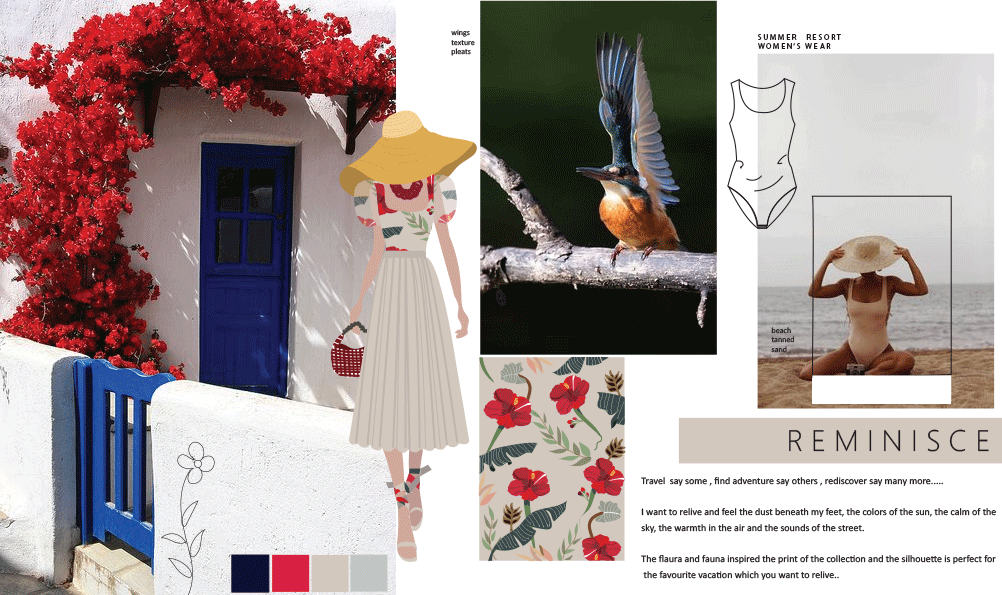 wings
texture
pleats
SUMMER RESORT
WOMEN'S WEAR
beach
tanned
sand
REMINISCE
Travel say some , find adventure say others , rediscover say many more.....
I want to relive and feel the dust beneath my feet, the colors of the sun, the calm of the
sky, the warmth in the air and the sounds of the street.
The flaura and fauna inspired the print of the collection and the silhouette is perfect for
the favourite vacation which you want to relive..